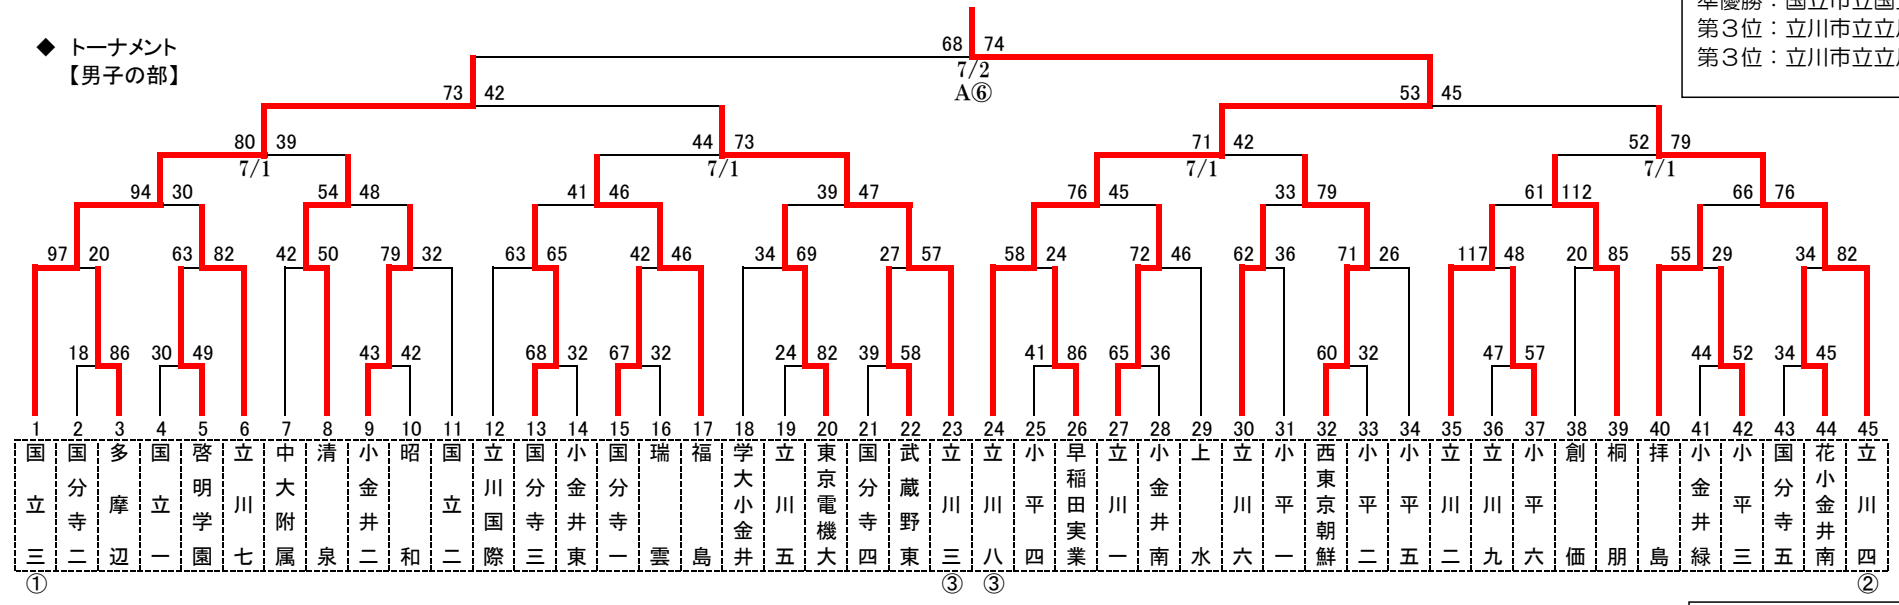 準優勝：国立市立国立
◆ トーナメント
第３位：立川市立立川
【男子の部】
第３位：立川市立立川
68 74
7/2
A⑥
73 42
53 45
80 39
7/1
44 73
7/1
71 42
7/1
52 79
7/1
94 30
54 48
41 46
39 47
76 45
33 79
61 112
66 76
97 20
63 82
42 50
79 32
63 65
42 46
34 69
27 57
58 24
72 46
62 36
71 26
117 48
20 85
55 29
34 82
18 86
30 49
43 42
68 32
67 32
24 82
39 58
41 86
65 36
60 32
47 57
44 52
34 45
1 国立三 ①
2 国分寺二
3 多摩辺
4 国立一
5 啓明学園
6 立川七
7 中大附属
8 清泉
9 小金井二
10 昭和
11 国立二
12 立川国際
13 国分寺三
14 小金井東
15 国分寺一
16 瑞雲
17 福島
18 学大小金井
19 立川五
20 東京電機大
21 国分寺四
22 武蔵野東
23 立川三 ③
24 立川八 ③
25 小平四
26 早稲田実業
27 立川一
28 小金井南
29 上水
30 立川六
31 小平一
32 西東京朝鮮
33 小平二
34 小平五
35 立川二
36 立川九
37 小平六
38 創価
39 桐朋
40 拝島
41 小金井緑
42 小平三
43 国分寺五
44 花小金井南
45 立川四 ②